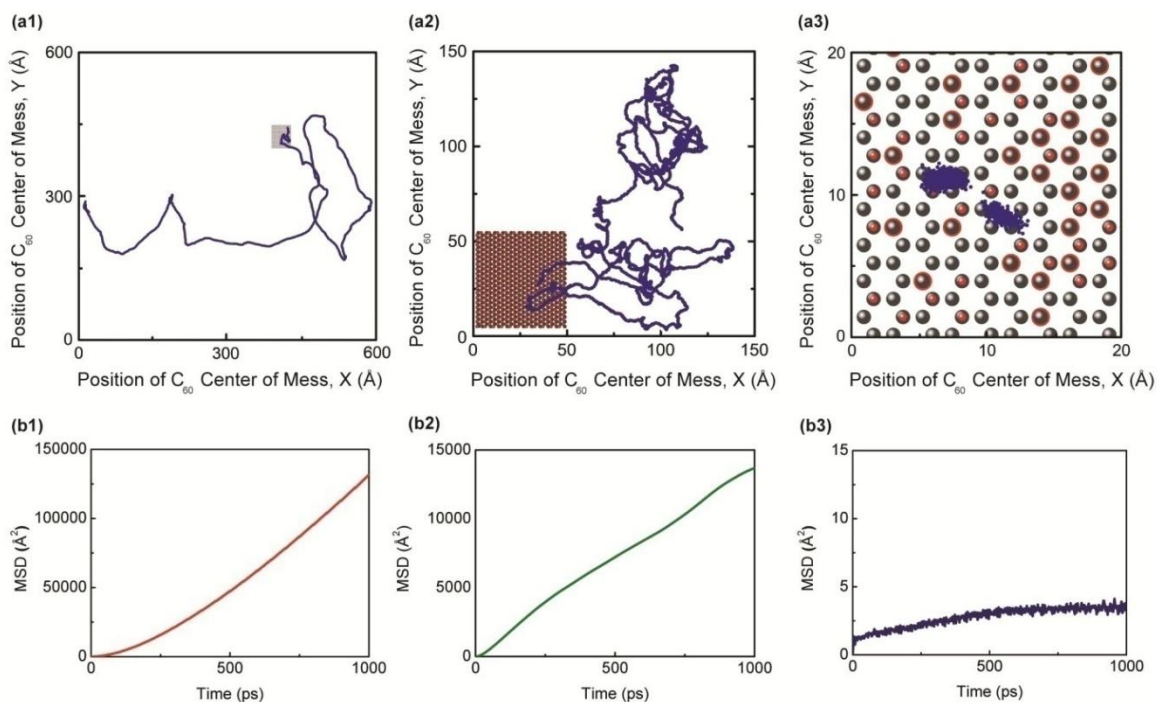 (a1)
600
300
0
0
300
600
Position of C60 Center of Mess, Y (Å)
Position of C60 Center of Mess, X (Å)
(a2)
150
100
50
0
0
50
100
150
Position of C60 Center of Mess, Y (Å)
Position of C60 Center of Mess, X (Å)
(a3)
20
10
0
0
10
20
Position of C60 Center of Mess, Y (Å)
Position of C60 Center of Mess, X (Å)
(b1)
150000
100000
50000
0
0
500
1000
MSD (Å²)
Time (ps)
(b2)
15000
10000
5000
0
0
500
1000
MSD (Å²)
Time (ps)
(b3)
15
10
5
0
0
500
1000
MSD (Å²)
Time (ps)